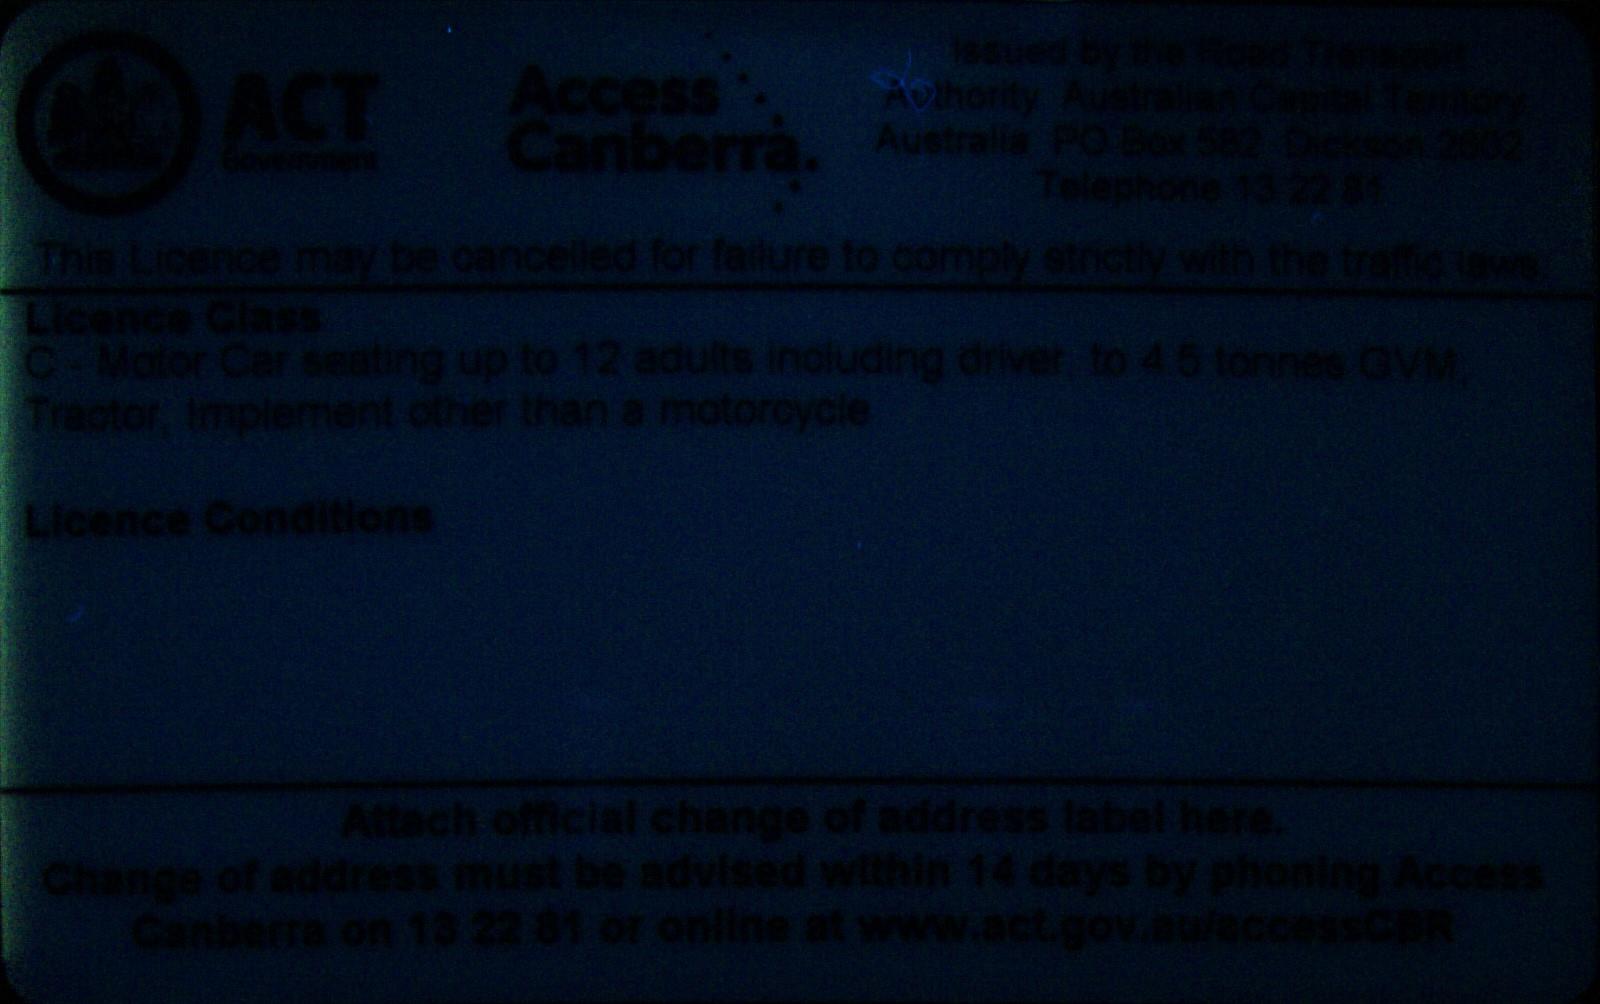 ACT
Government
Access
Canberra.
Issued by the Road Transport
Authority Australian Capital Territory
Australia PO Box 582 Dickson 2602
Telephone 13 22 81
This Licence may be cancelled for failure to comply strictly with the traffic laws.
Licence Class
C - Motor Car seating up to 12 adults including driver, to 4.5 tonnes GVM,
Tractor, Implement other than a motorcycle
Licence Conditions
Attach official change of address label here.
Change of address must be advised within 14 days by phoning Access
Canberra on 13 22 81 or online at www.act.gov.au/accessCBR